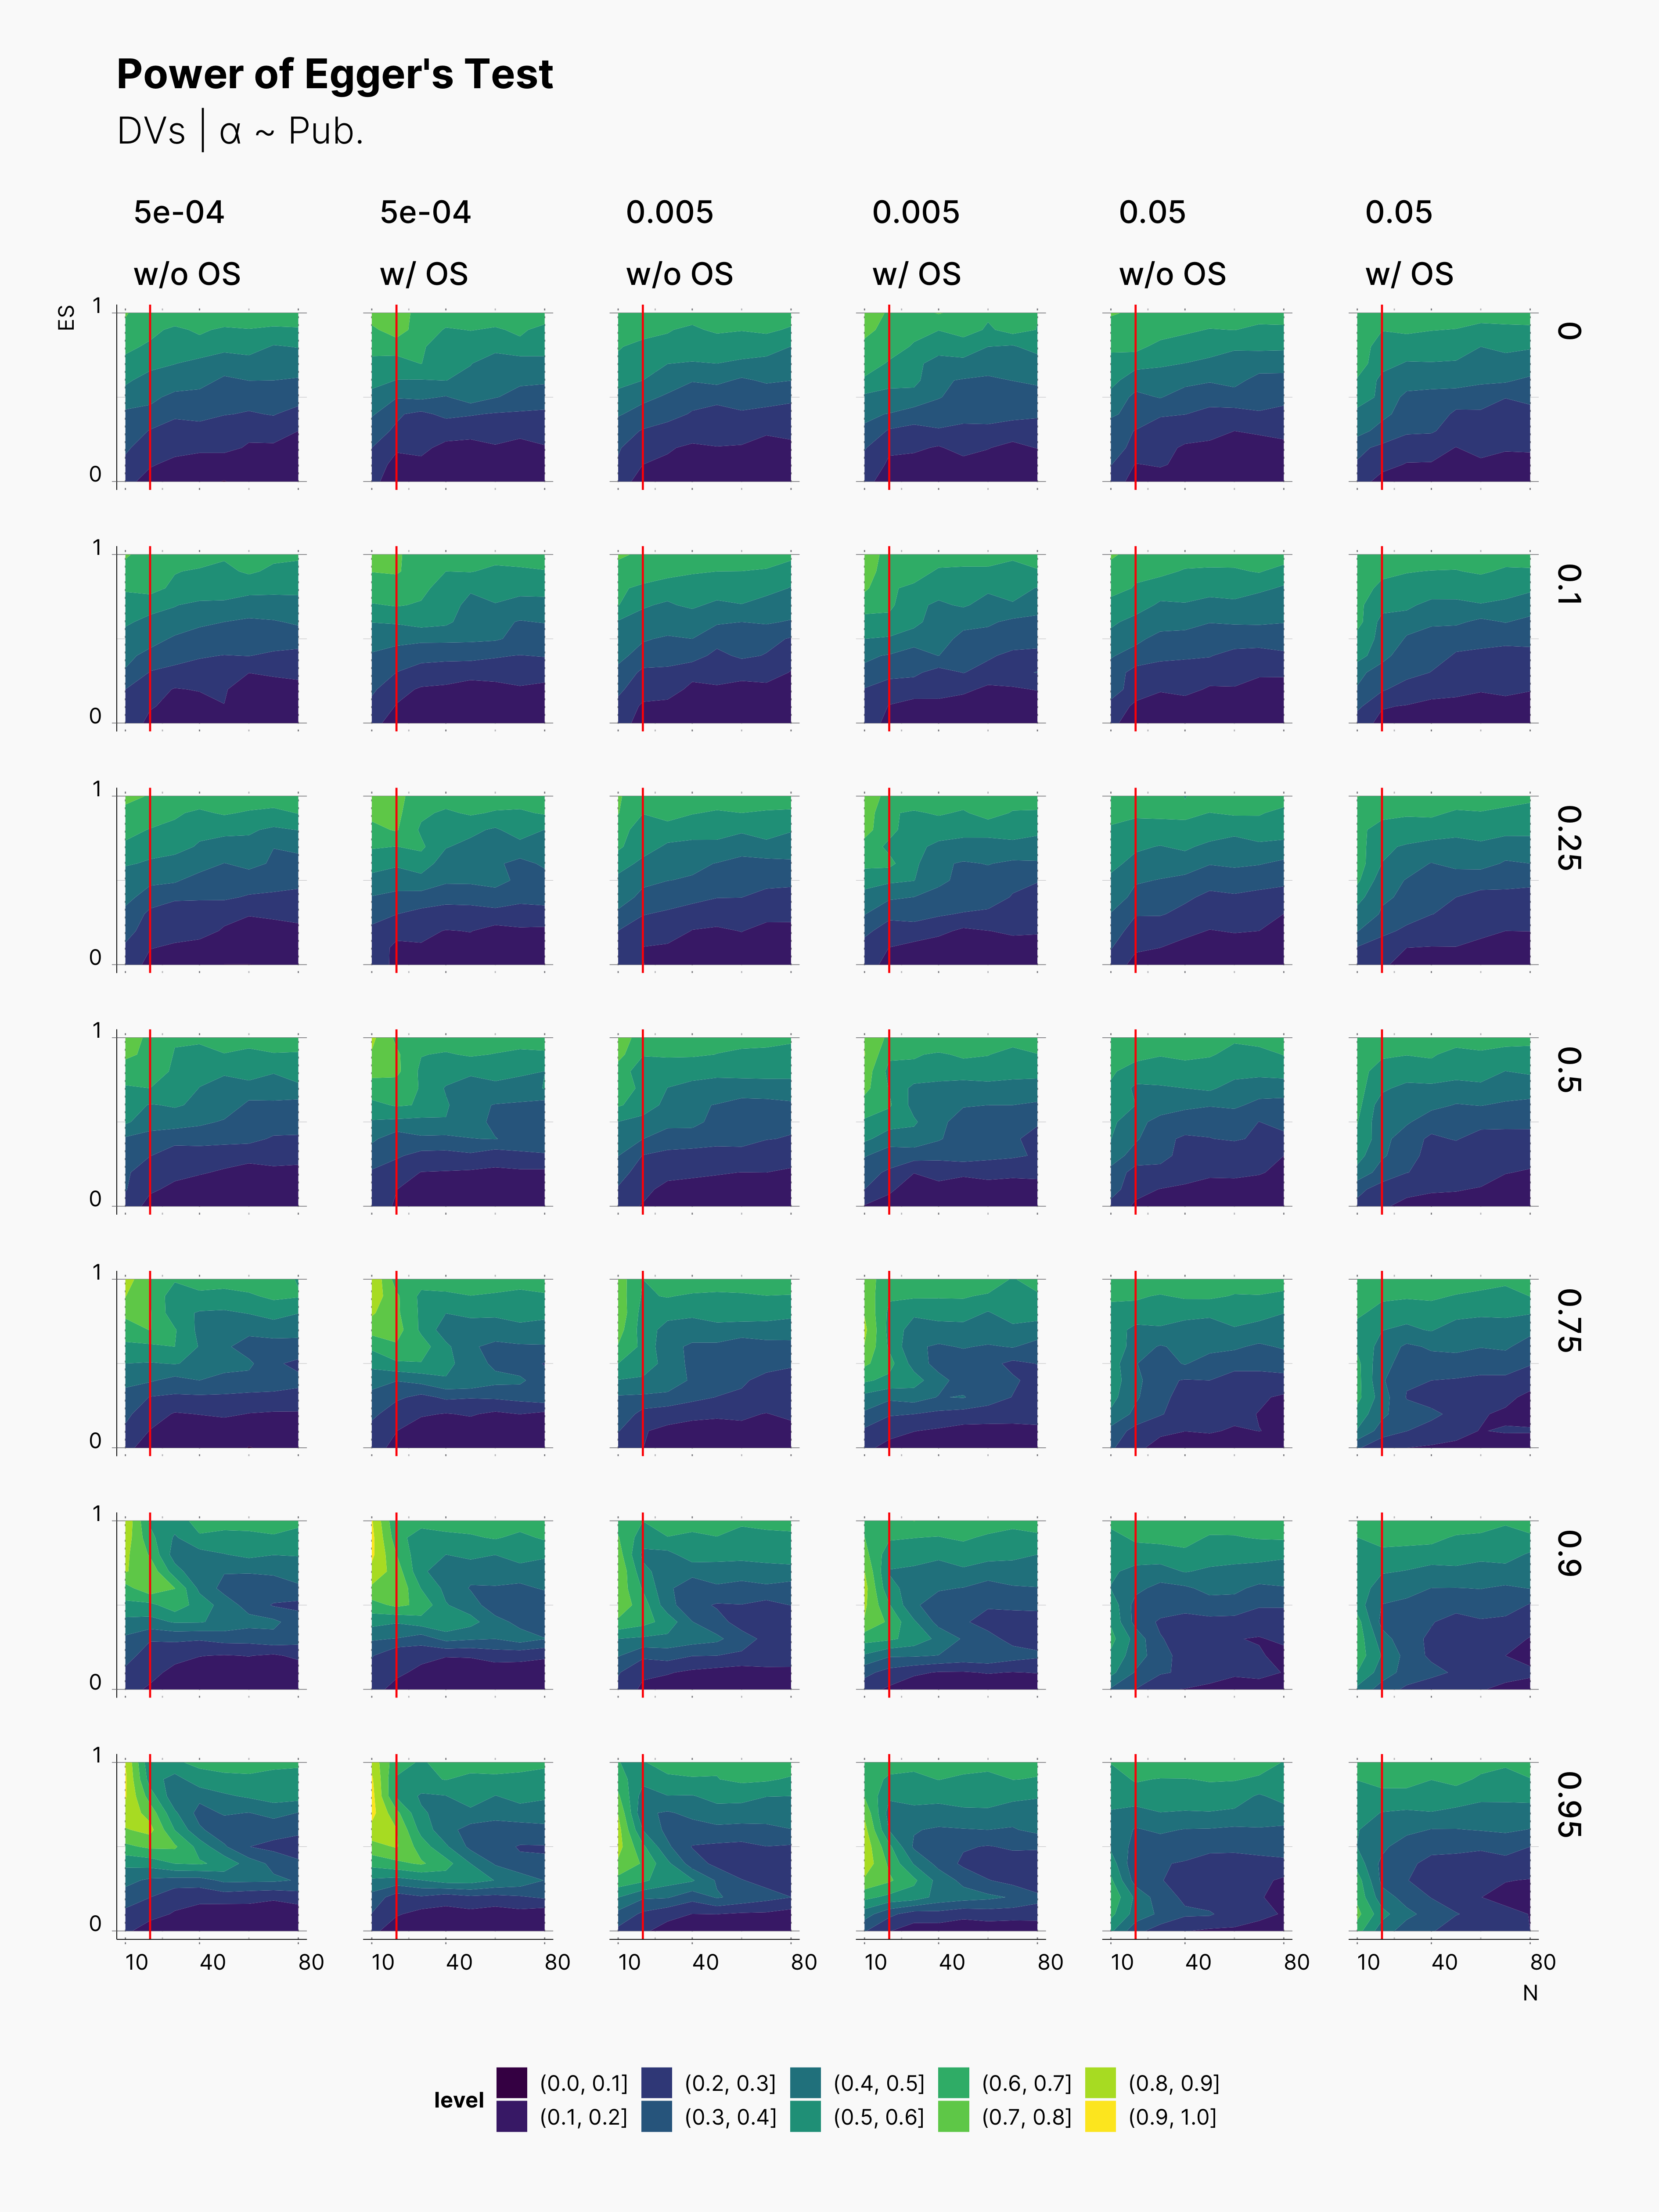 Power of Egger's Test
DVs | α ~ Pub.
5e-04 5e-04 0.005 0.005 0.05 0.05
w/o OS w/ OS w/o OS w/ OS w/o OS w/ OS
ES 1
0
0
1
0.1
0
1
0.25
0
1
0.5
0
1
0.75
0
1
0.9
0
1
0.95
0
10 40 80 10 40 80 10 40 80 10 40 80 10 40 80 10 40 80
N
level
(0.0, 0.1] (0.2, 0.3] (0.4, 0.5] (0.6, 0.7] (0.8, 0.9]
(0.1, 0.2] (0.3, 0.4] (0.5, 0.6] (0.7, 0.8] (0.9, 1.0]